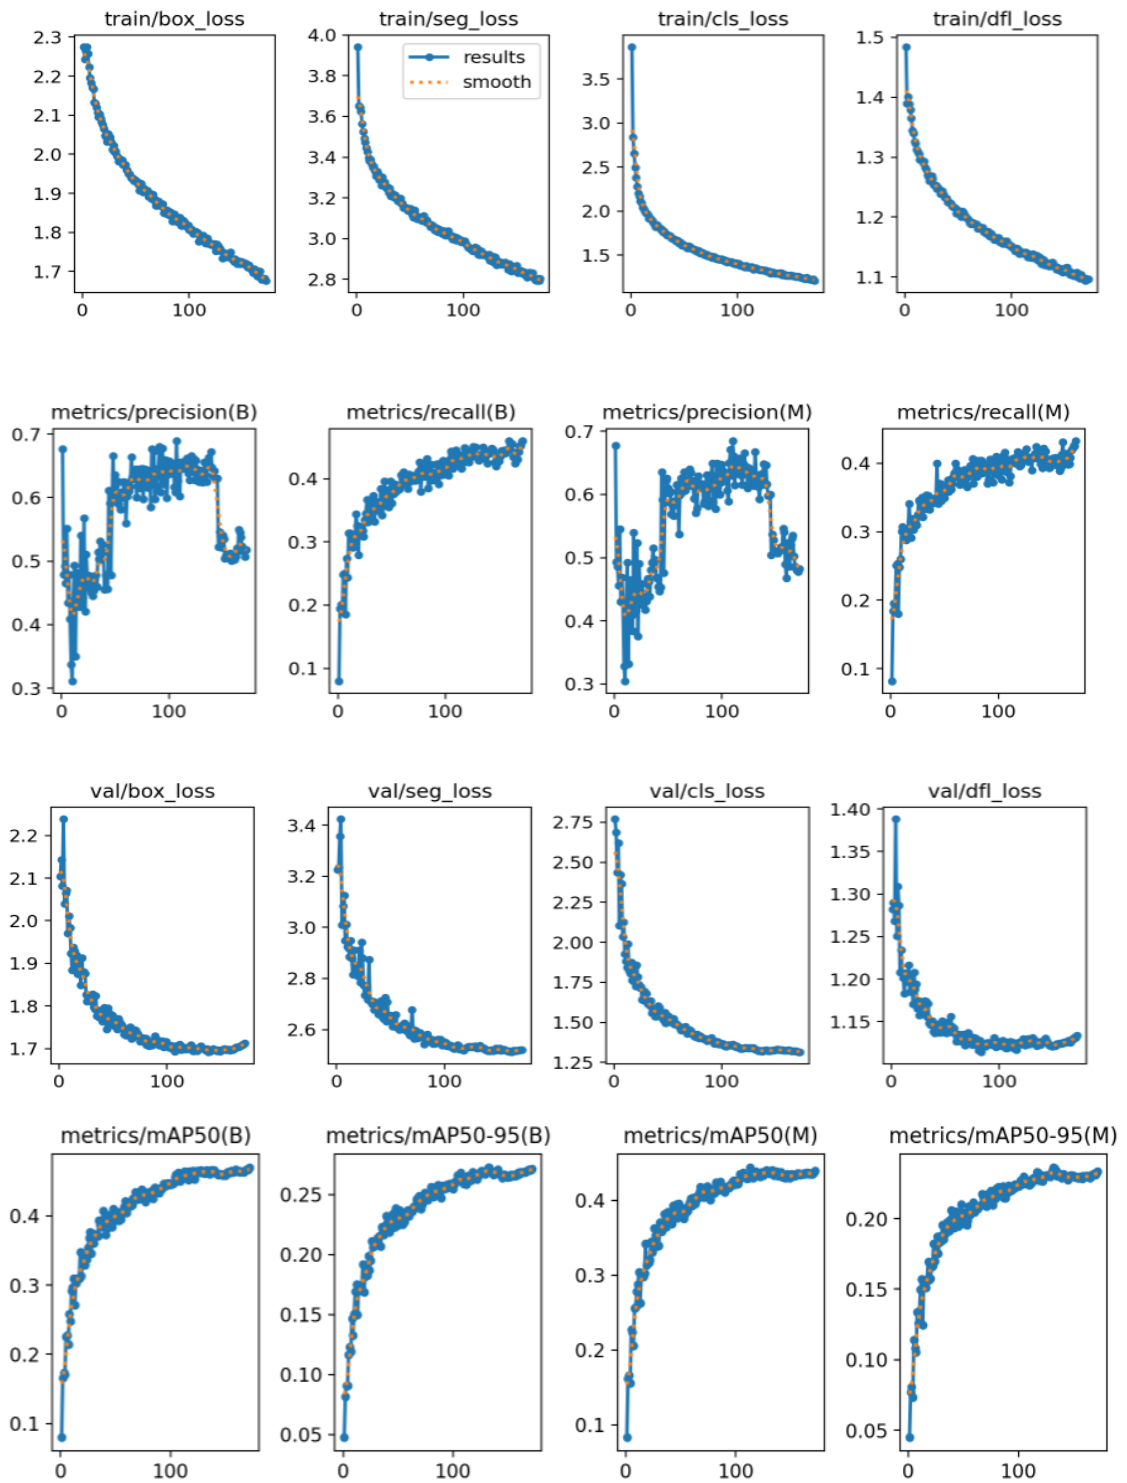 train/box_loss train/seg_loss train/cls_loss train/dfl_loss
2.3 4.0 1.5
results
smooth
2.2 3.8 3.5 1.4
2.1 3.6 3.0
2.0 3.4 2.5 1.3
1.9 3.2 2.0 1.2
1.8 3.0 1.5
1.7 2.8 1.1
0 100 0 100 0 100 0 100
metrics/precision(B) metrics/recall(B) metrics/precision(M) metrics/recall(M)
0.7 0.4 0.7 0.4
0.6 0.3 0.6 0.3
0.5 0.2 0.5 0.2
0.4 0.1 0.4 0.1
0.3 0.3
0 100 0 100 0 100 0 100
val/box_loss val/seg_loss val/cls_loss val/dfl_loss
2.2 3.4 2.75 1.40
2.1 3.2 2.50 1.35
2.0 3.0 2.25 1.30
1.9 2.8 2.00 1.25
1.8 2.6 1.75 1.20
1.7 1.50 1.15
1.25
0 100 0 100 0 100 0 100
metrics/mAP50(B) metrics/mAP50-95(B) metrics/mAP50(M) metrics/mAP50-95(M)
0.4 0.25 0.4 0.20
0.3 0.20 0.3 0.15
0.2 0.15 0.2 0.10
0.1 0.10 0.1 0.05
0.05
0 100 0 100 0 100 0 100